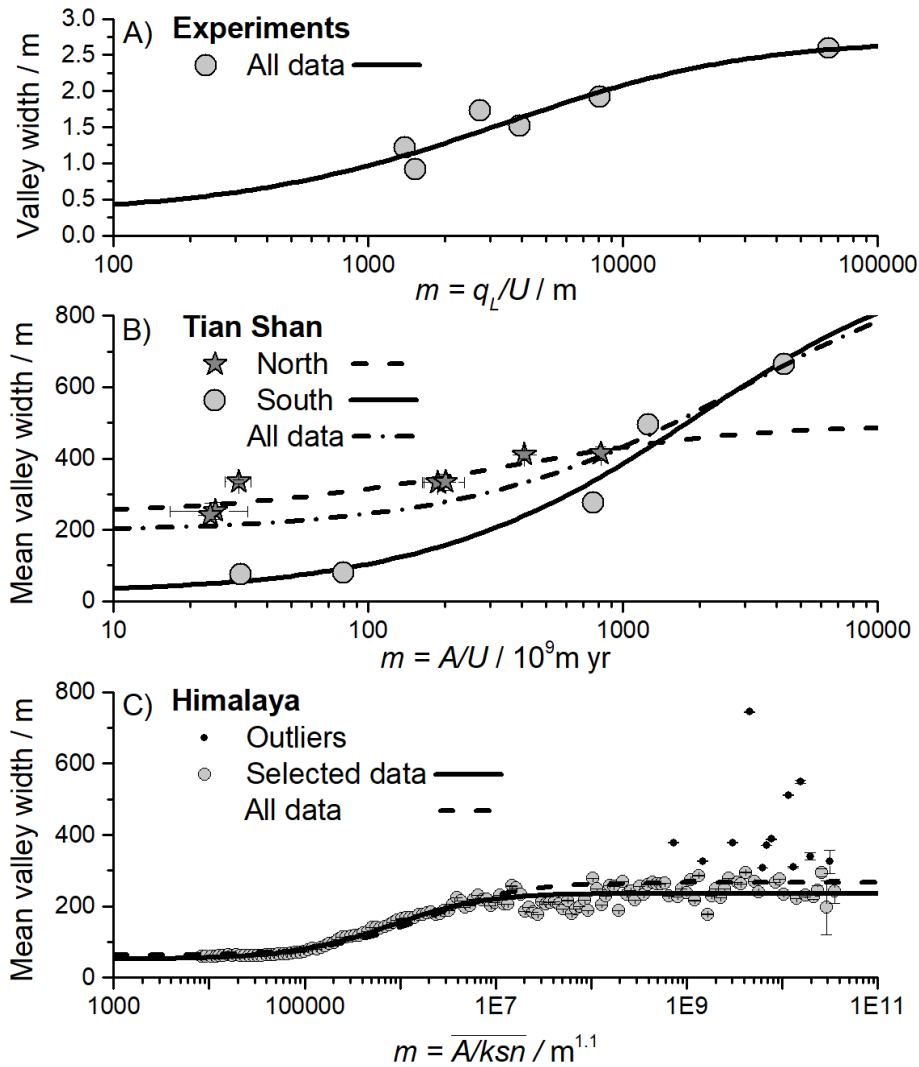 A) Experiments
All data
Valley width / m
3.0
2.5
2.0
1.5
1.0
0.5
0.0
100 1000 10000 100000
m = q_L/U / m
B) Tian Shan
North
South
All data
Mean valley width / m
800
600
400
200
0
10 100 1000 10000
m = A/U / 10⁹m yr
C) Himalaya
Outliers
Selected data
All data
Mean valley width / m
800
600
400
200
0
1000 100000 1E7 1E9 1E11
m = A/ksn / m¹·¹